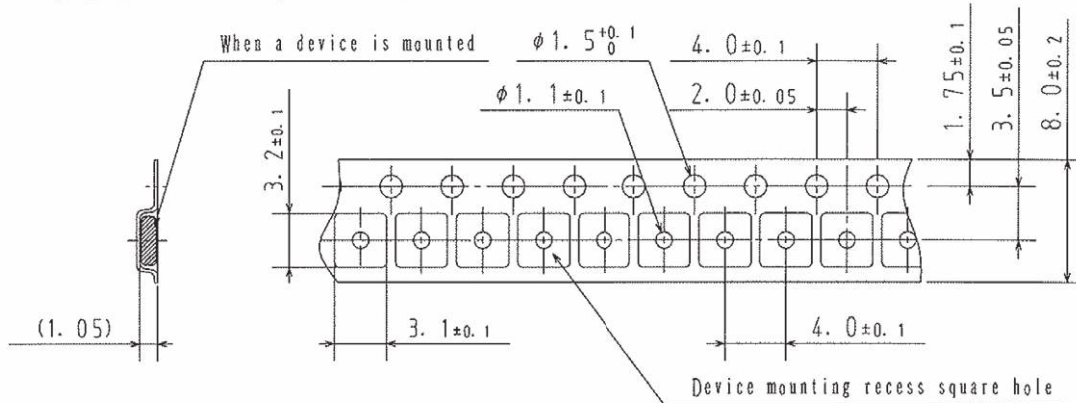 When a device is mounted
φ1.5 +0.1 0
4.0±0.1
φ1.1±0.1
2.0±0.05
1.75±0.1
3.5±0.05
8.0±0.2
3.2±0.1
(1.05)
3.1±0.1
4.0±0.1
Device mounting recess square hole